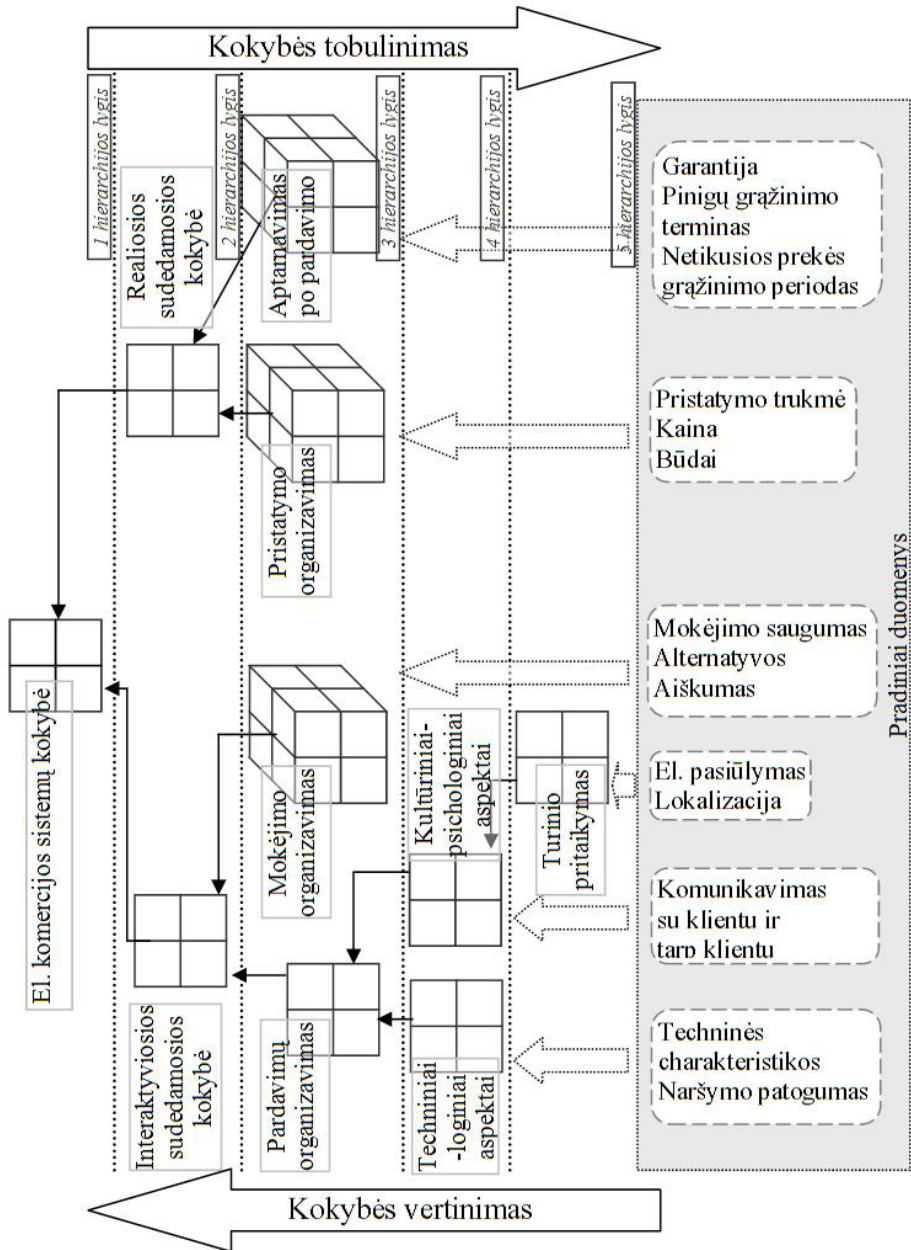 Kokybės tobulinimas
1 hierarchijos lygis
2 hierarchijos lygis
3 hierarchijos lygis
4 hierarchijos lygis
5 hierarchijos lygis
Realiosios
sudedamosios
kokybė
Aptarnavimas
po pardavimo
Garantija
Pinigų grąžinimo
terminas
Netikusios prekės
grąžinimo periodas
Pristatymo
organizavimas
Pristatymo trukmė
Kaina
Būdai
El. komercijos sistemų kokybė
Mokėjimo
organizavimas
Mokėjimo saugumas
Alternatyvos
Aiškumas
Kultūriniai-
psichologiniai
aspektai
Turinio
pritaikymas
El. pasiūlymas
Lokalizacija
Pradiniai duomenys
Komunikavimas
su klientu ir
tarp klientu
Interaktyviosios
sudedamosios
kokybė
Pardavimų
organizavimas
Techniniai
-loginiai
aspektai
Techninės
charakteristikos
Naršymo patogumas
Kokybės vertinimas